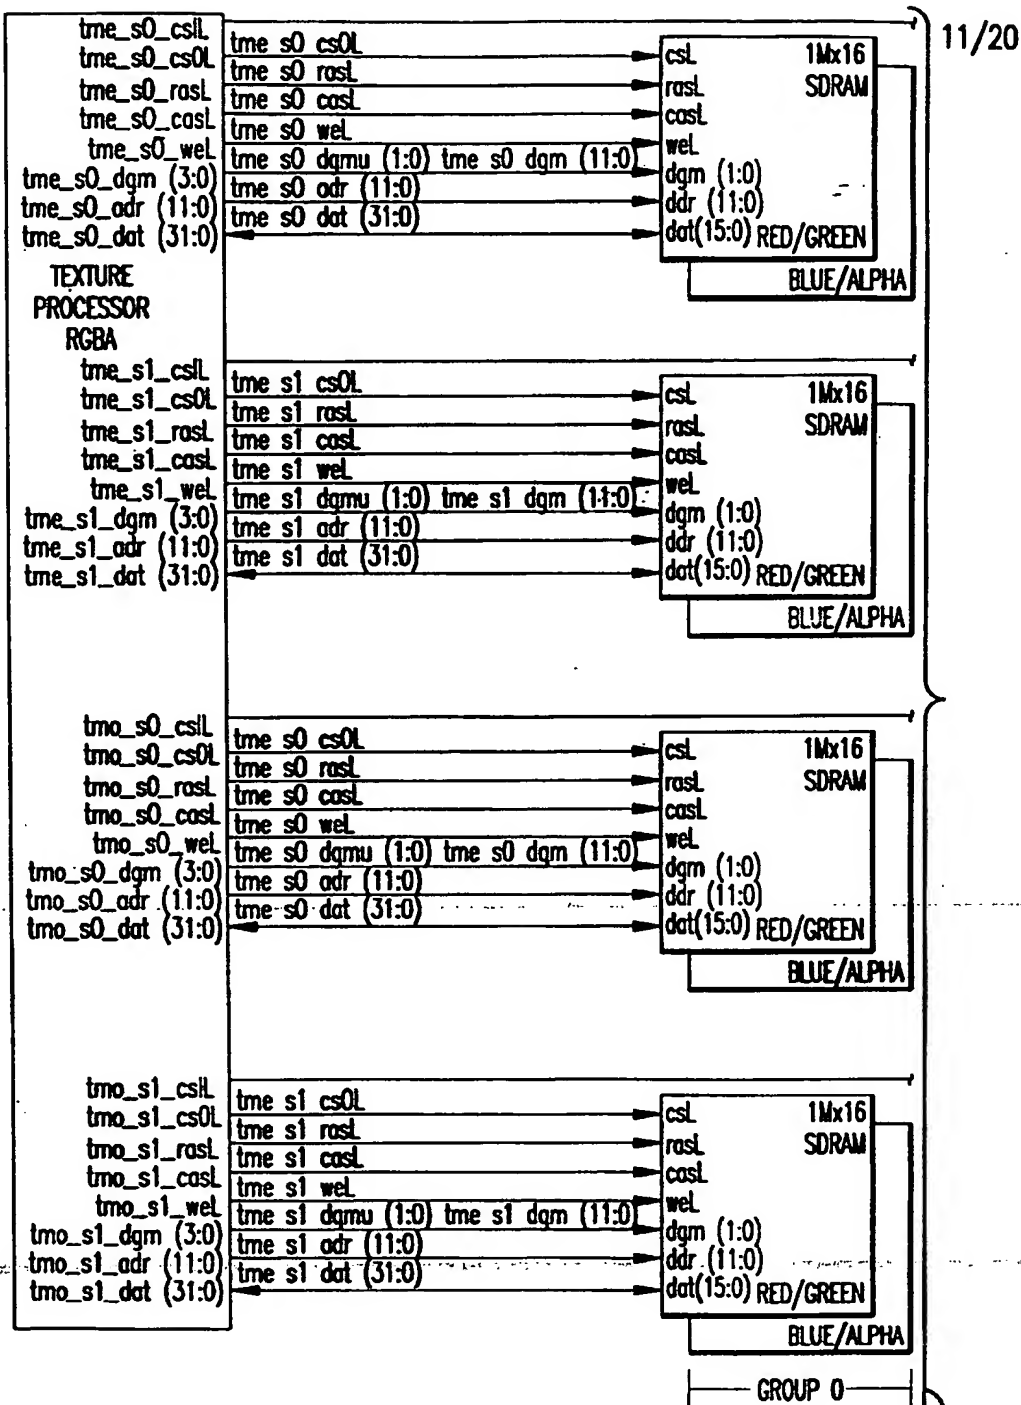 11/20
tme_s0_cs1L
tme_s0_cs0L
tme_s0_rasL
tme_s0_casL
tme_s0_weL
tme_s0_dqm (3:0)
tme_s0_adr (11:0)
tme_s0_dat (31:0)
tme s0 cs0L
tme s0 rasL
tme s0 casL
tme s0 weL
tme s0 dqmu (1:0) tme s0 dqm (11:0)
tme s0 adr (11:0)
tme s0 dat (31:0)
csL
rasL
casL
weL
dqm (1:0)
ddr (11:0)
dat(15:0) RED/GREEN
1Mx16
SDRAM
BLUE/ALPHA
TEXTURE
PROCESSOR
RGBA
tme_s1_cs1L
tme_s1_cs0L
tme_s1_rasL
tme_s1_casL
tme_s1_weL
tme_s1_dqm (3:0)
tme_s1_adr (11:0)
tme_s1_dat (31:0)
tme s1 cs0L
tme s1 rasL
tme s1 casL
tme s1 weL
tme s1 dqmu (1:0) tme s1 dqm (11:0)
tme s1 adr (11:0)
tme s1 dat (31:0)
csL
rasL
casL
weL
dqm (1:0)
ddr (11:0)
dat(15:0) RED/GREEN
1Mx16
SDRAM
BLUE/ALPHA
tmo_s0_cs1L
tmo_s0_cs0L
tmo_s0_rasL
tmo_s0_casL
tmo_s0_weL
tmo_s0_dqm (3:0)
tmo_s0_adr (11:0)
tmo_s0_dat (31:0)
tme s0 cs0L
tme s0 rasL
tme s0 casL
tme s0 weL
tme s0 dqmu (1:0) tme s0 dqm (11:0)
tme s0 adr (11:0)
tme s0 dat (31:0)
csL
rasL
casL
weL
dqm (1:0)
ddr (11:0)
dat(15:0) RED/GREEN
1Mx16
SDRAM
BLUE/ALPHA
tmo_s1_cs1L
tmo_s1_cs0L
tmo_s1_rasL
tmo_s1_casL
tmo_s1_weL
tmo_s1_dqm (3:0)
tmo_s1_adr (11:0)
tmo_s1_dat (31:0)
tme s1 cs0L
tme s1 rasL
tme s1 casL
tme s1 weL
tme s1 dqmu (1:0) tme s1 dqm (11:0)
tme s1 adr (11:0)
tme s1 dat (31:0)
csL
rasL
casL
weL
dqm (1:0)
ddr (11:0)
dat(15:0) RED/GREEN
1Mx16
SDRAM
BLUE/ALPHA
GROUP 0